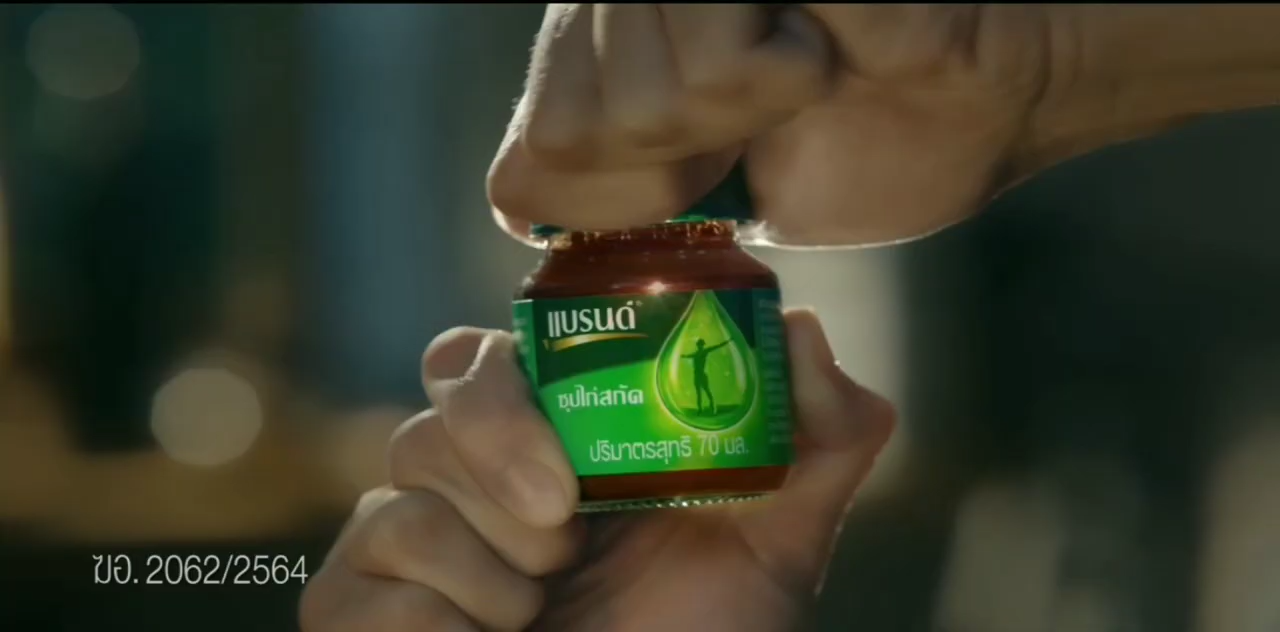 แบรนด์®
ซุปไก่สกัด
ปริมาตรสุทธิ 70 มล.
ฆอ. 2062/2564